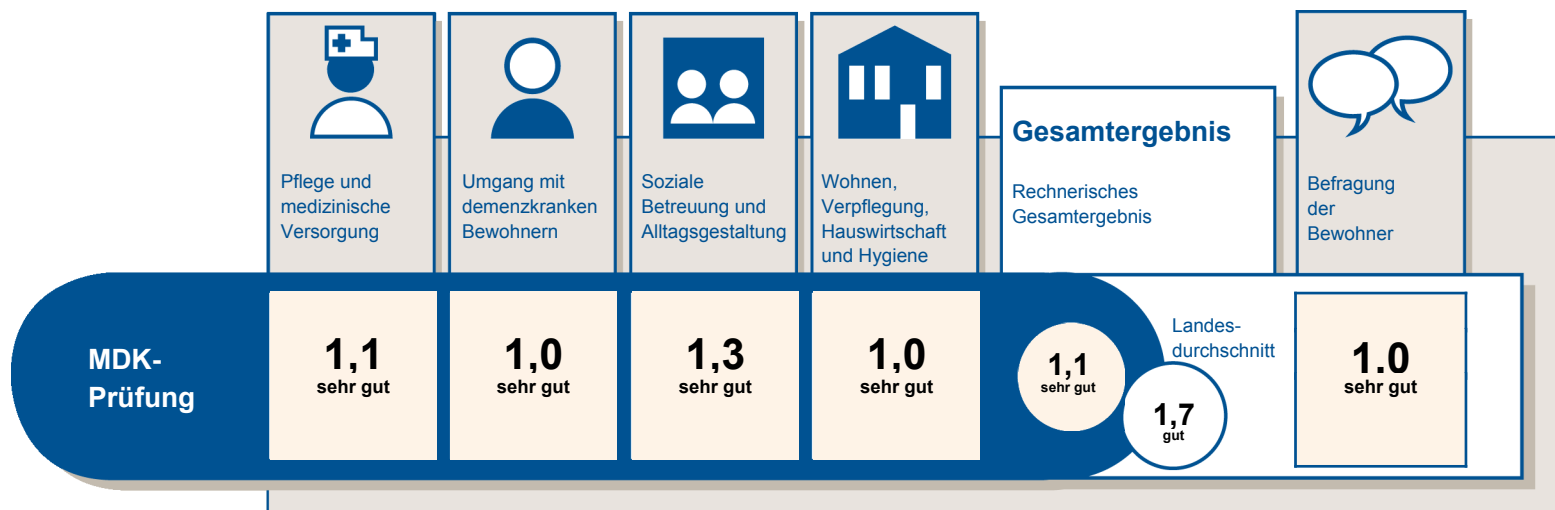 Pflege und
medizinische
Versorgung
Umgang mit
demenzkranken
Bewohnern
Soziale
Betreuung und
Alltagsgestaltung
Wohnen,
Verpflegung,
Hauswirtschaft
und Hygiene
Gesamtergebnis
Rechnerisches
Gesamtergebnis
Befragung
der
Bewohner
MDK-
Prüfung
1,1
sehr gut
1,0
sehr gut
1,3
sehr gut
1,0
sehr gut
1,1
sehr gut
Landes-
durchschnitt
1,7
gut
1.0
sehr gut